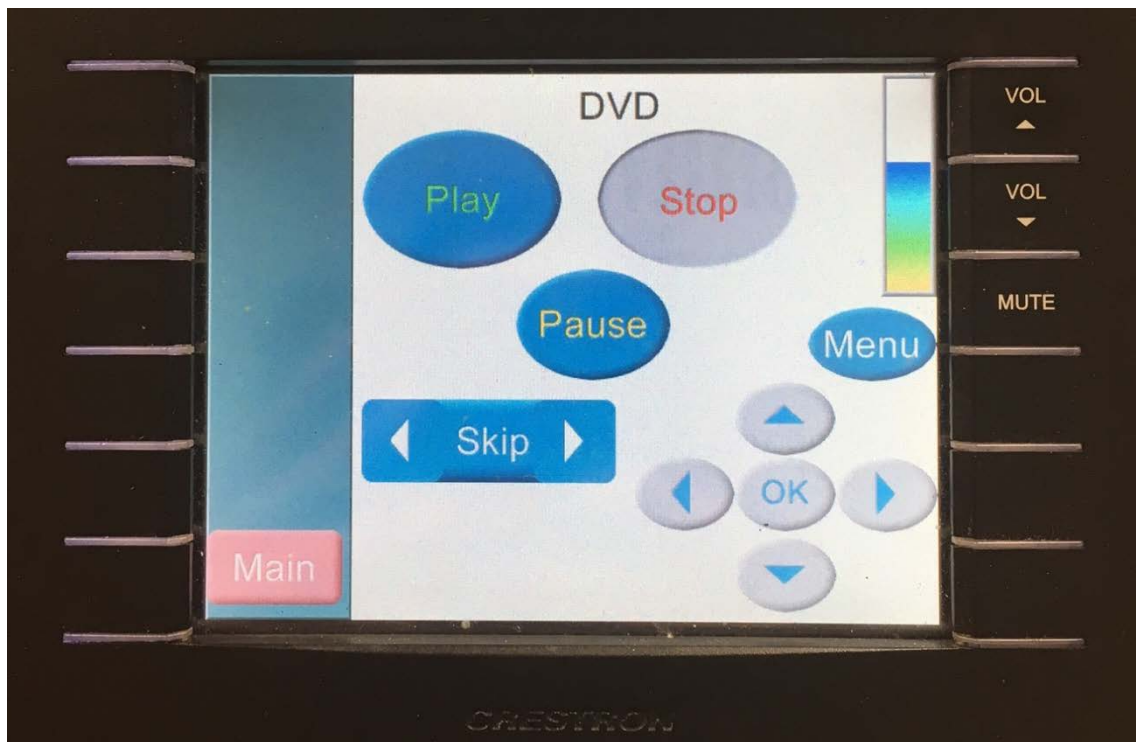 DVD
Play
Stop
Pause
Menu
Skip
OK
Main
VOL
VOL
MUTE
CRESTRON